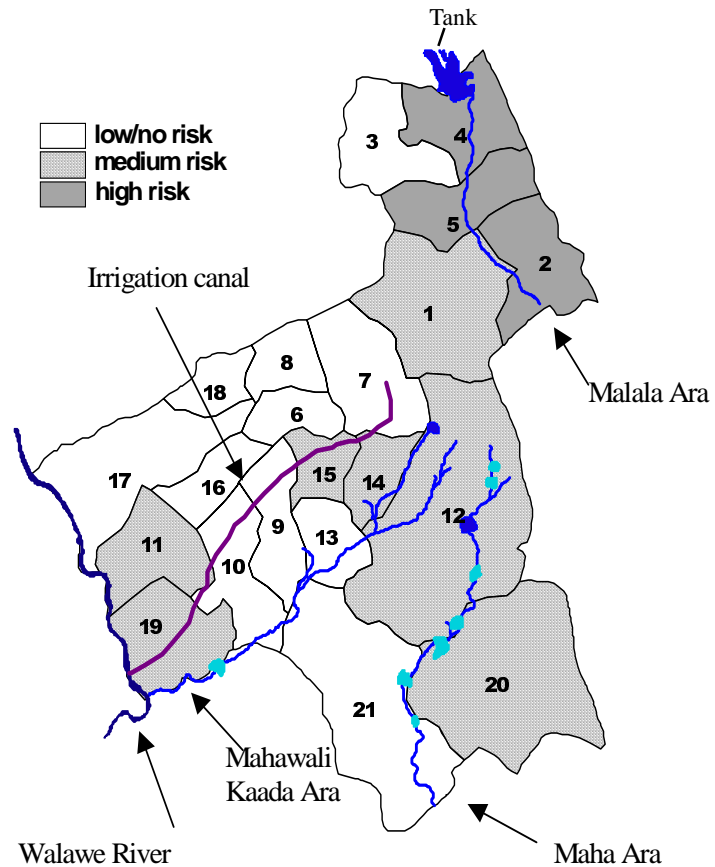 Tank
low/no risk
medium risk
high risk
3
4
5
2
Irrigation canal
1
8
7
18
Malala Ara
6
17
16
15
14
12
11
9
13
10
19
20
21
Mahawali
Kaada Ara
Walawe River
Maha Ara